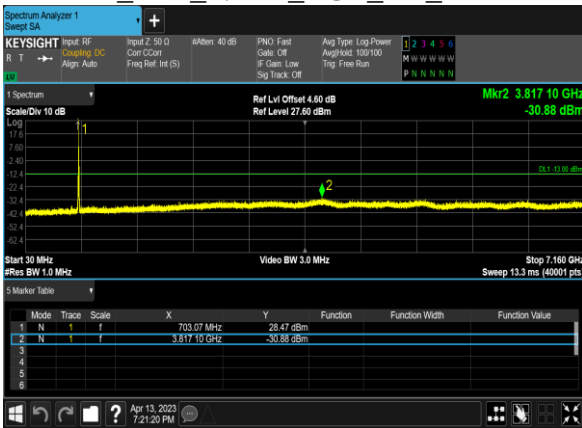 Spectrum Analyzer 1
Swept SA
+
KEYSIGHT Input: RF Input Z: 50 Ω #Atten: 40 dB PNO: Fast Avg Type: Log-Power 1 2 3 4 5 6
R T Coupling: DC Corr CCorr Gate: Off Avg|Hold: 100/100 M W W W W W
Align: Auto Freq Ref: Int (S) IF Gain: Low Trig: Free Run
LV Sig Track: Off P N N N N N
1 Spectrum Ref Lvl Offset 4.60 dB Mkr2 3.817 10 GHz
Scale/Div 10 dB Ref Level 27.60 dBm -30.88 dBm
Log
17.6
7.60
-2.40
-12.4
-22.4
-32.4
-42.4
-52.4
-62.4
1
2
DL1 -13.00 dBm
Start 30 MHz Video BW 3.0 MHz Stop 7.160 GHz
#Res BW 1.0 MHz Sweep 13.3 ms (40001 pts)
5 Marker Table
Mode Trace Scale X Y Function Function Width Function Value
1 N 1 f 703.07 MHz 28.47 dBm
2 N 1 f 3.817 10 GHz -30.88 dBm
3
4
5
6
? Apr 13, 2023
7:21:20 PM